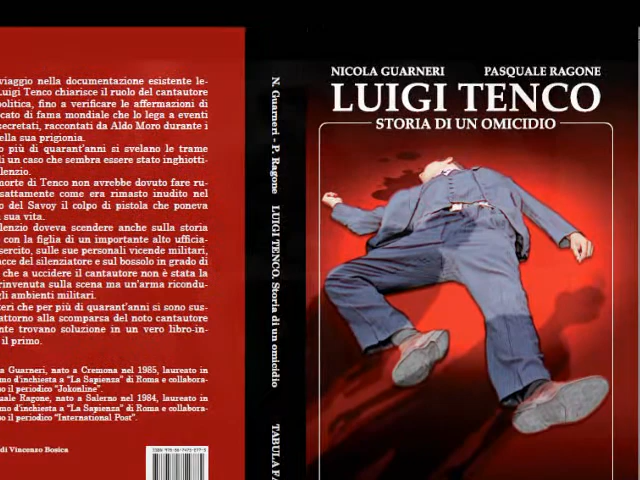 viaggio nella documentazione esistente le-
Luigi Tenco chiarisce il ruolo del cantautore
politica, fino a verificare le affermazioni di
cato di fama mondiale che lo lega a eventi
secretati, raccontati da Aldo Moro durante i
ella sua prigionia.
o più di quarant'anni si svelano le trame
di un caso che sembra essere stato inghiotti-
ilenzio.
morte di Tenco non avrebbe dovuto fare ru-
esattamente come era rimasto inudito nel
o del Savoy il colpo di pistola che poneva
a sua vita.
ilenzio doveva scendere anche sulla storia
con la figlia di un importante alto ufficia-
sercito, sulle sue personali vicende militari,
acce del silenziatore e sul bossolo in grado di
che a uccidere il cantautore non è stata la
rinvenuta sulla scena ma un'arma ricondu-
gli ambienti militari.
teri che per più di quarant'anni si sono sus-
attorno alla scomparsa del noto cantautore
nte trovano soluzione in un vero libro-in-
il primo.
a Guarneri, nato a Cremona nel 1985, laureato in
mo d'inchiesta a "La Sapienza" di Roma e collabora-
so il periodico "Jokonline".
uale Ragone, nato a Salerno nel 1984, laureato in
mo d'inchiesta a "La Sapienza" di Roma e collabora-
so il periodico "International Post".
di Vincenzo Bosica
N. Guarneri - P. Ragone LUIGI TENCO. Storia di un omicidio TABULA FA
NICOLA GUARNERI PASQUALE RAGONE
LUIGI TENCO
STORIA DI UN OMICIDIO